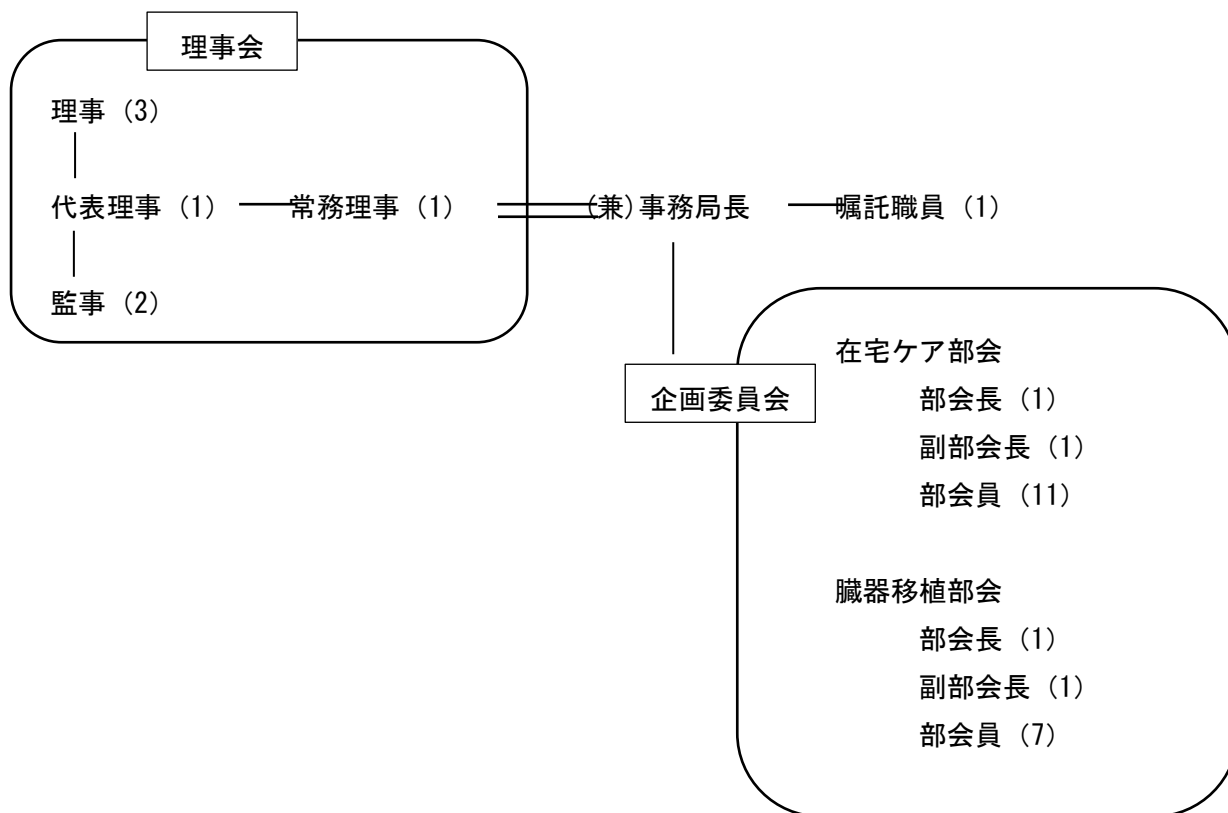 理事会
理事 (3)
代表理事 (1) 常務理事 (1) (兼)事務局長 嘱託職員 (1)
監事 (2)
企画委員会
在宅ケア部会
部会長 (1)
副部会長 (1)
部会員 (11)
臓器移植部会
部会長 (1)
副部会長 (1)
部会員 (7)